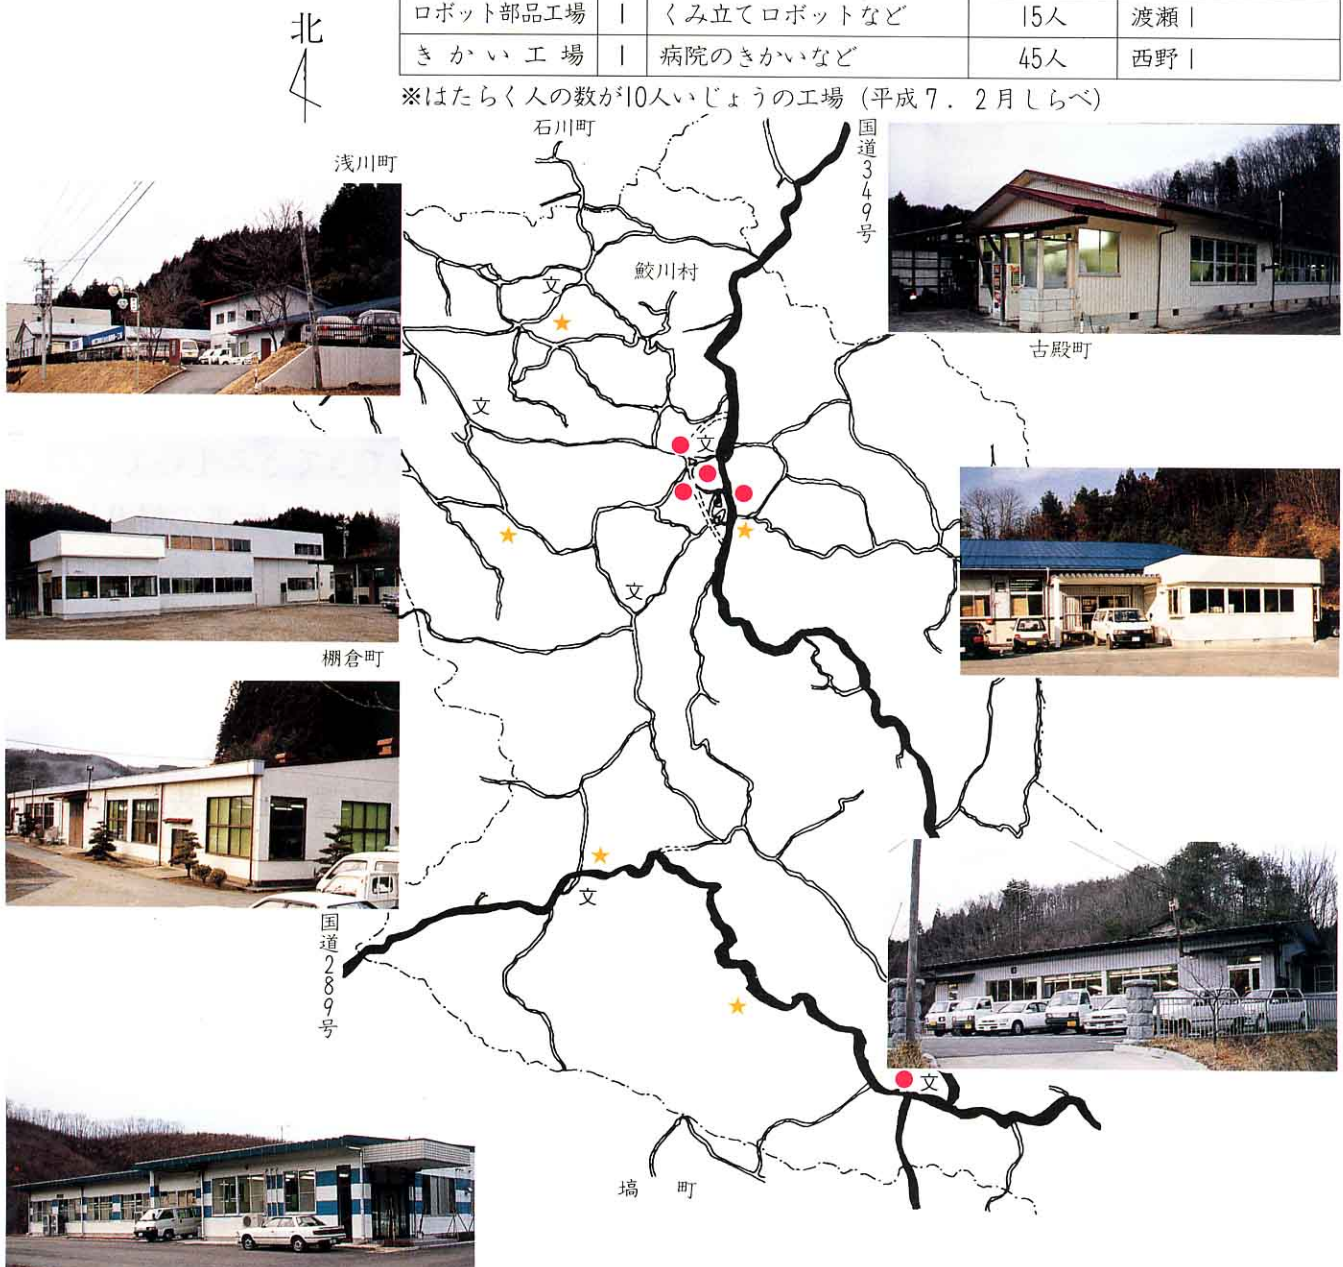 ロボット部品工場 1 くみ立てロボットなど 15人 渡瀬1
きかい工場 1 病院のきかいなど 45人 西野1
※はたらく人の数が10人いじょうの工場（平成7．2月しらべ）
北
石川町
国道349号
浅川町
鮫川村
文
古殿町
文
文
文
棚倉町
文
国道289号
文
塙町